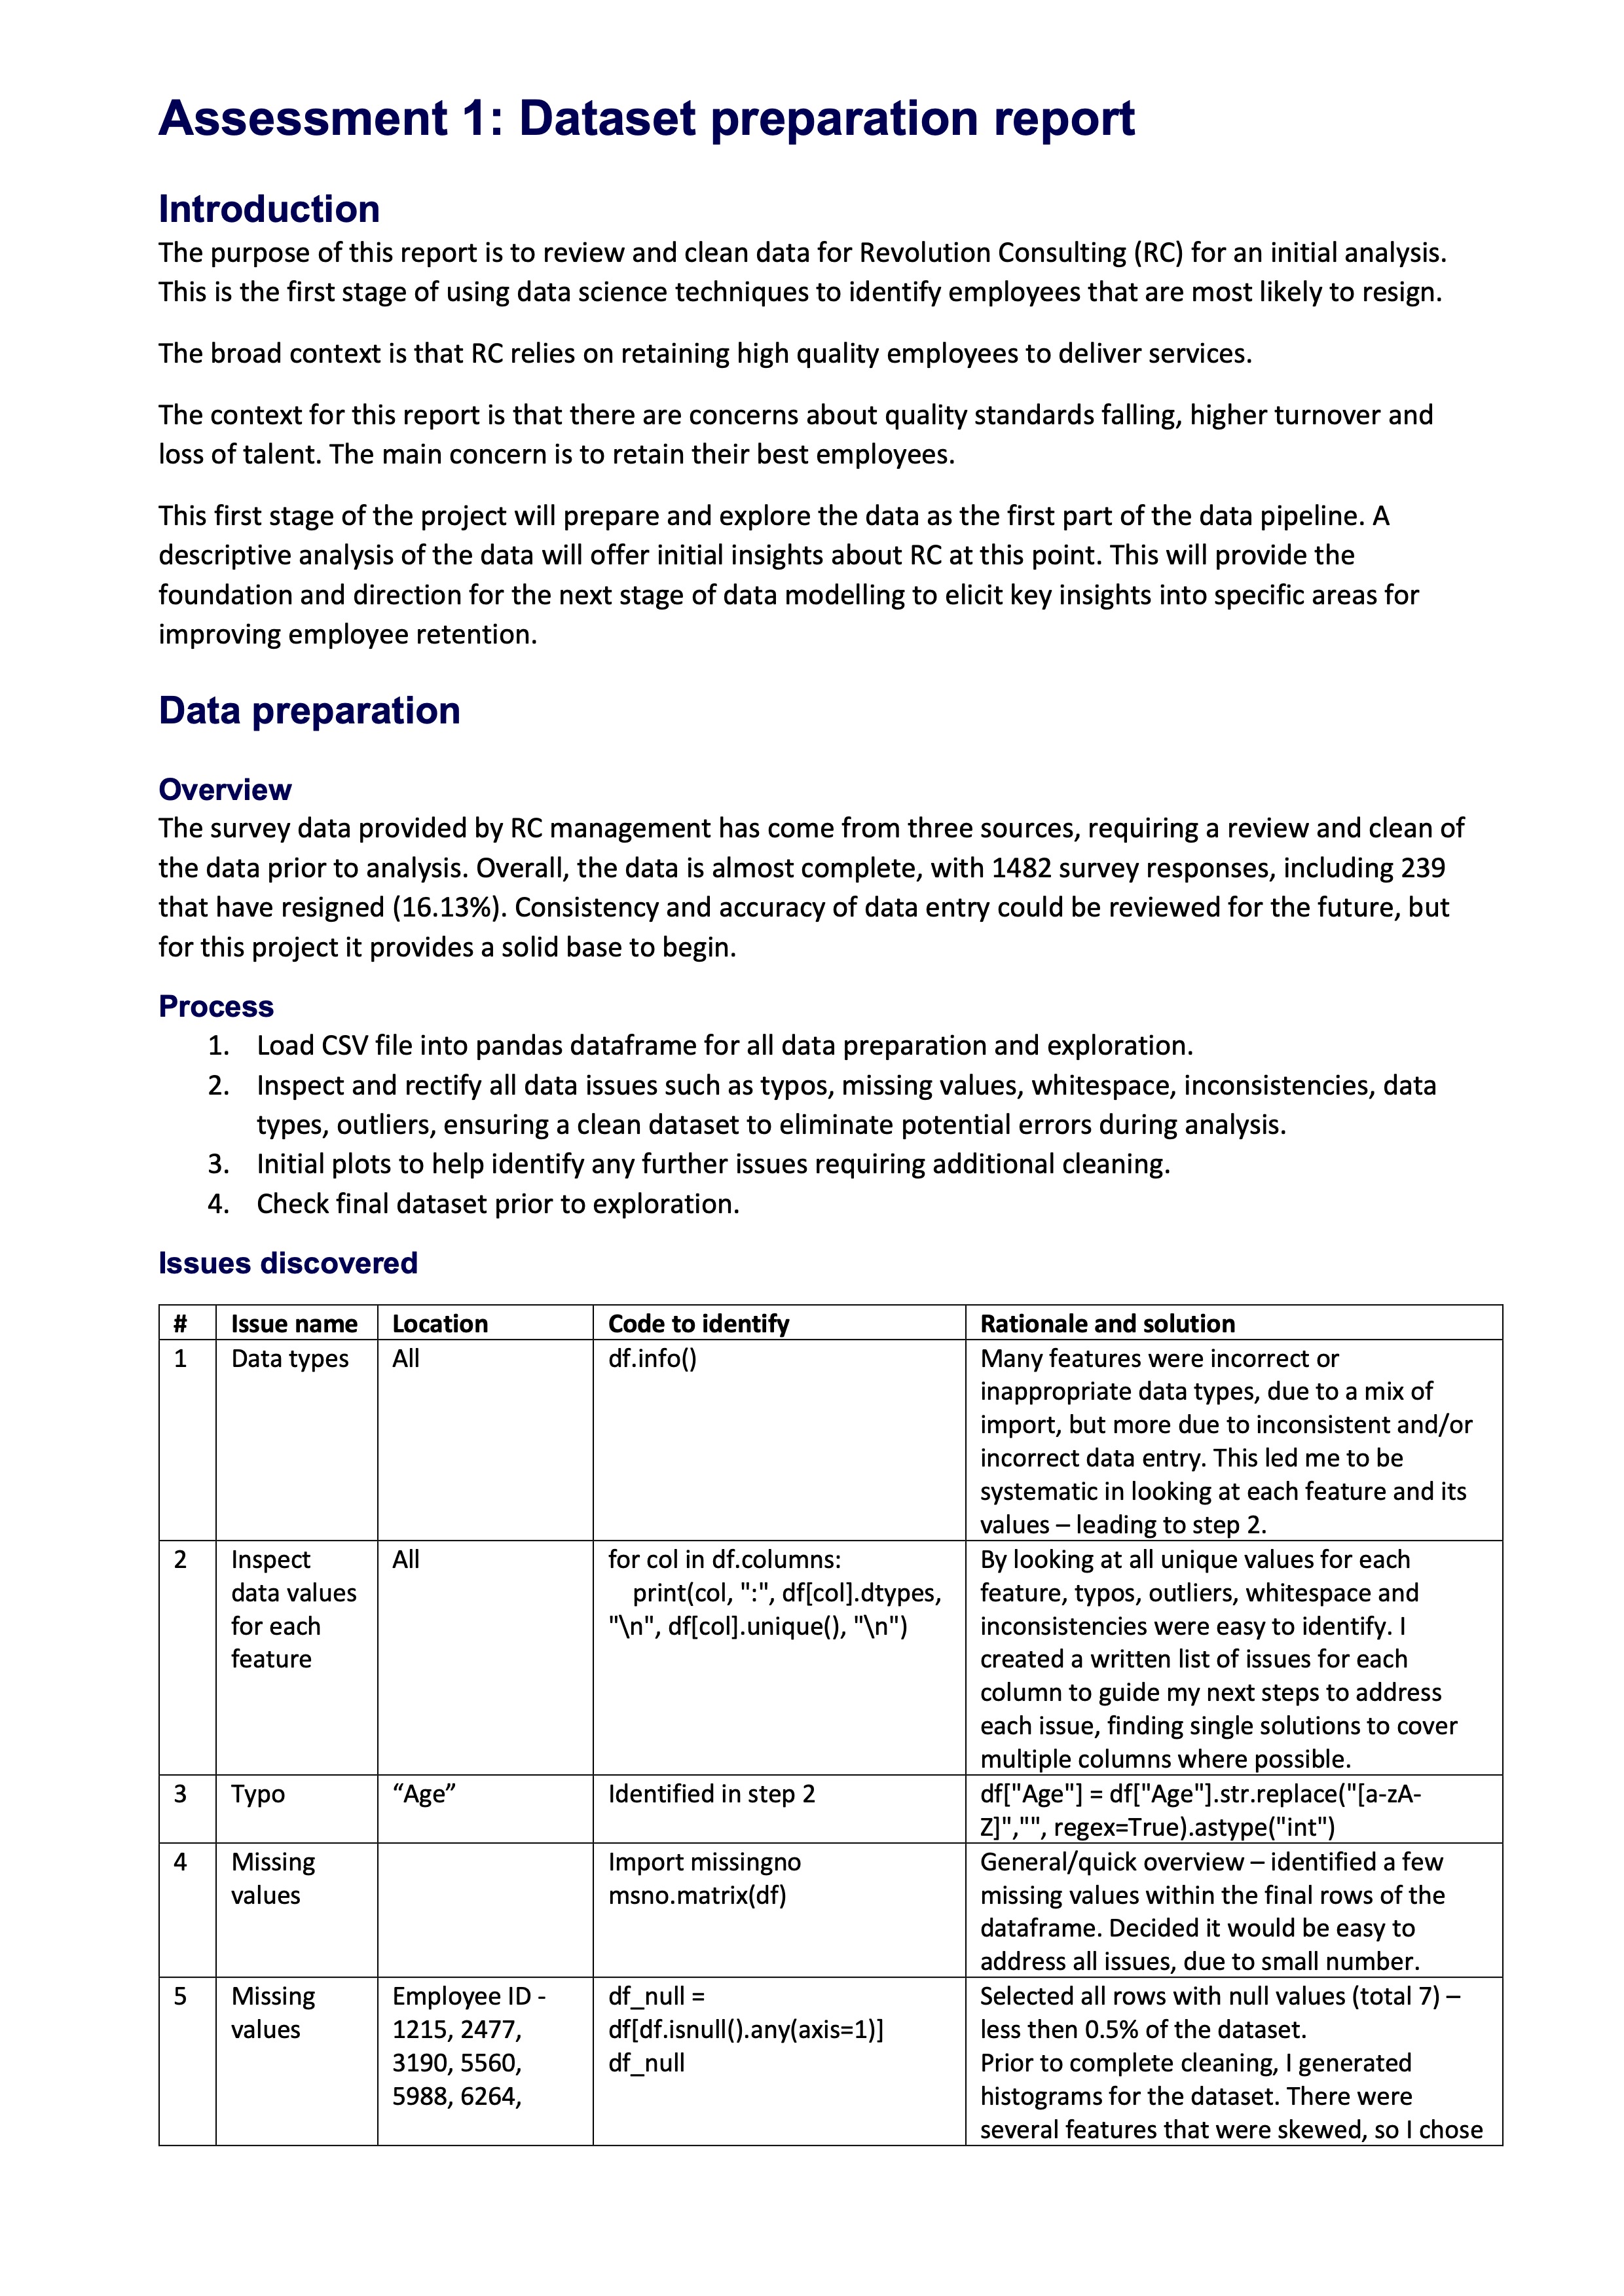 Assessment 1: Dataset preparation report
Introduction
The purpose of this report is to review and clean data for Revolution Consulting (RC) for an initial analysis.
This is the first stage of using data science techniques to identify employees that are most likely to resign.
The broad context is that RC relies on retaining high quality employees to deliver services.
The context for this report is that there are concerns about quality standards falling, higher turnover and
loss of talent. The main concern is to retain their best employees.
This first stage of the project will prepare and explore the data as the first part of the data pipeline. A
descriptive analysis of the data will offer initial insights about RC at this point. This will provide the
foundation and direction for the next stage of data modelling to elicit key insights into specific areas for
improving employee retention.
Data preparation
Overview
The survey data provided by RC management has come from three sources, requiring a review and clean of
the data prior to analysis. Overall, the data is almost complete, with 1482 survey responses, including 239
that have resigned (16.13%). Consistency and accuracy of data entry could be reviewed for the future, but
for this project it provides a solid base to begin.
Process
1. Load CSV file into pandas dataframe for all data preparation and exploration.
2. Inspect and rectify all data issues such as typos, missing values, whitespace, inconsistencies, data
types, outliers, ensuring a clean dataset to eliminate potential errors during analysis.
3. Initial plots to help identify any further issues requiring additional cleaning.
4. Check final dataset prior to exploration.
Issues discovered
# Issue name Location Code to identify Rationale and solution
1 Data types All df.info() Many features were incorrect or
inappropriate data types, due to a mix of
import, but more due to inconsistent and/or
incorrect data entry. This led me to be
systematic in looking at each feature and its
values – leading to step 2.
2 Inspect All for col in df.columns: By looking at all unique values for each
data values print(col, ":", df[col].dtypes, feature, typos, outliers, whitespace and
for each "\n", df[col].unique(), "\n") inconsistencies were easy to identify. I
feature created a written list of issues for each
column to guide my next steps to address
each issue, finding single solutions to cover
multiple columns where possible.
3 Typo “Age” Identified in step 2 df["Age"] = df["Age"].str.replace("[a-zA-
Z]","", regex=True).astype("int")
4 Missing Import missingno General/quick overview – identified a few
values msno.matrix(df) missing values within the final rows of the
dataframe. Decided it would be easy to
address all issues, due to small number.
5 Missing Employee ID - df_null = Selected all rows with null values (total 7) –
values 1215, 2477, df[df.isnull().any(axis=1)] less then 0.5% of the dataset.
3190, 5560, df_null Prior to complete cleaning, I generated
5988, 6264, histograms for the dataset. There were
several features that were skewed, so I chose